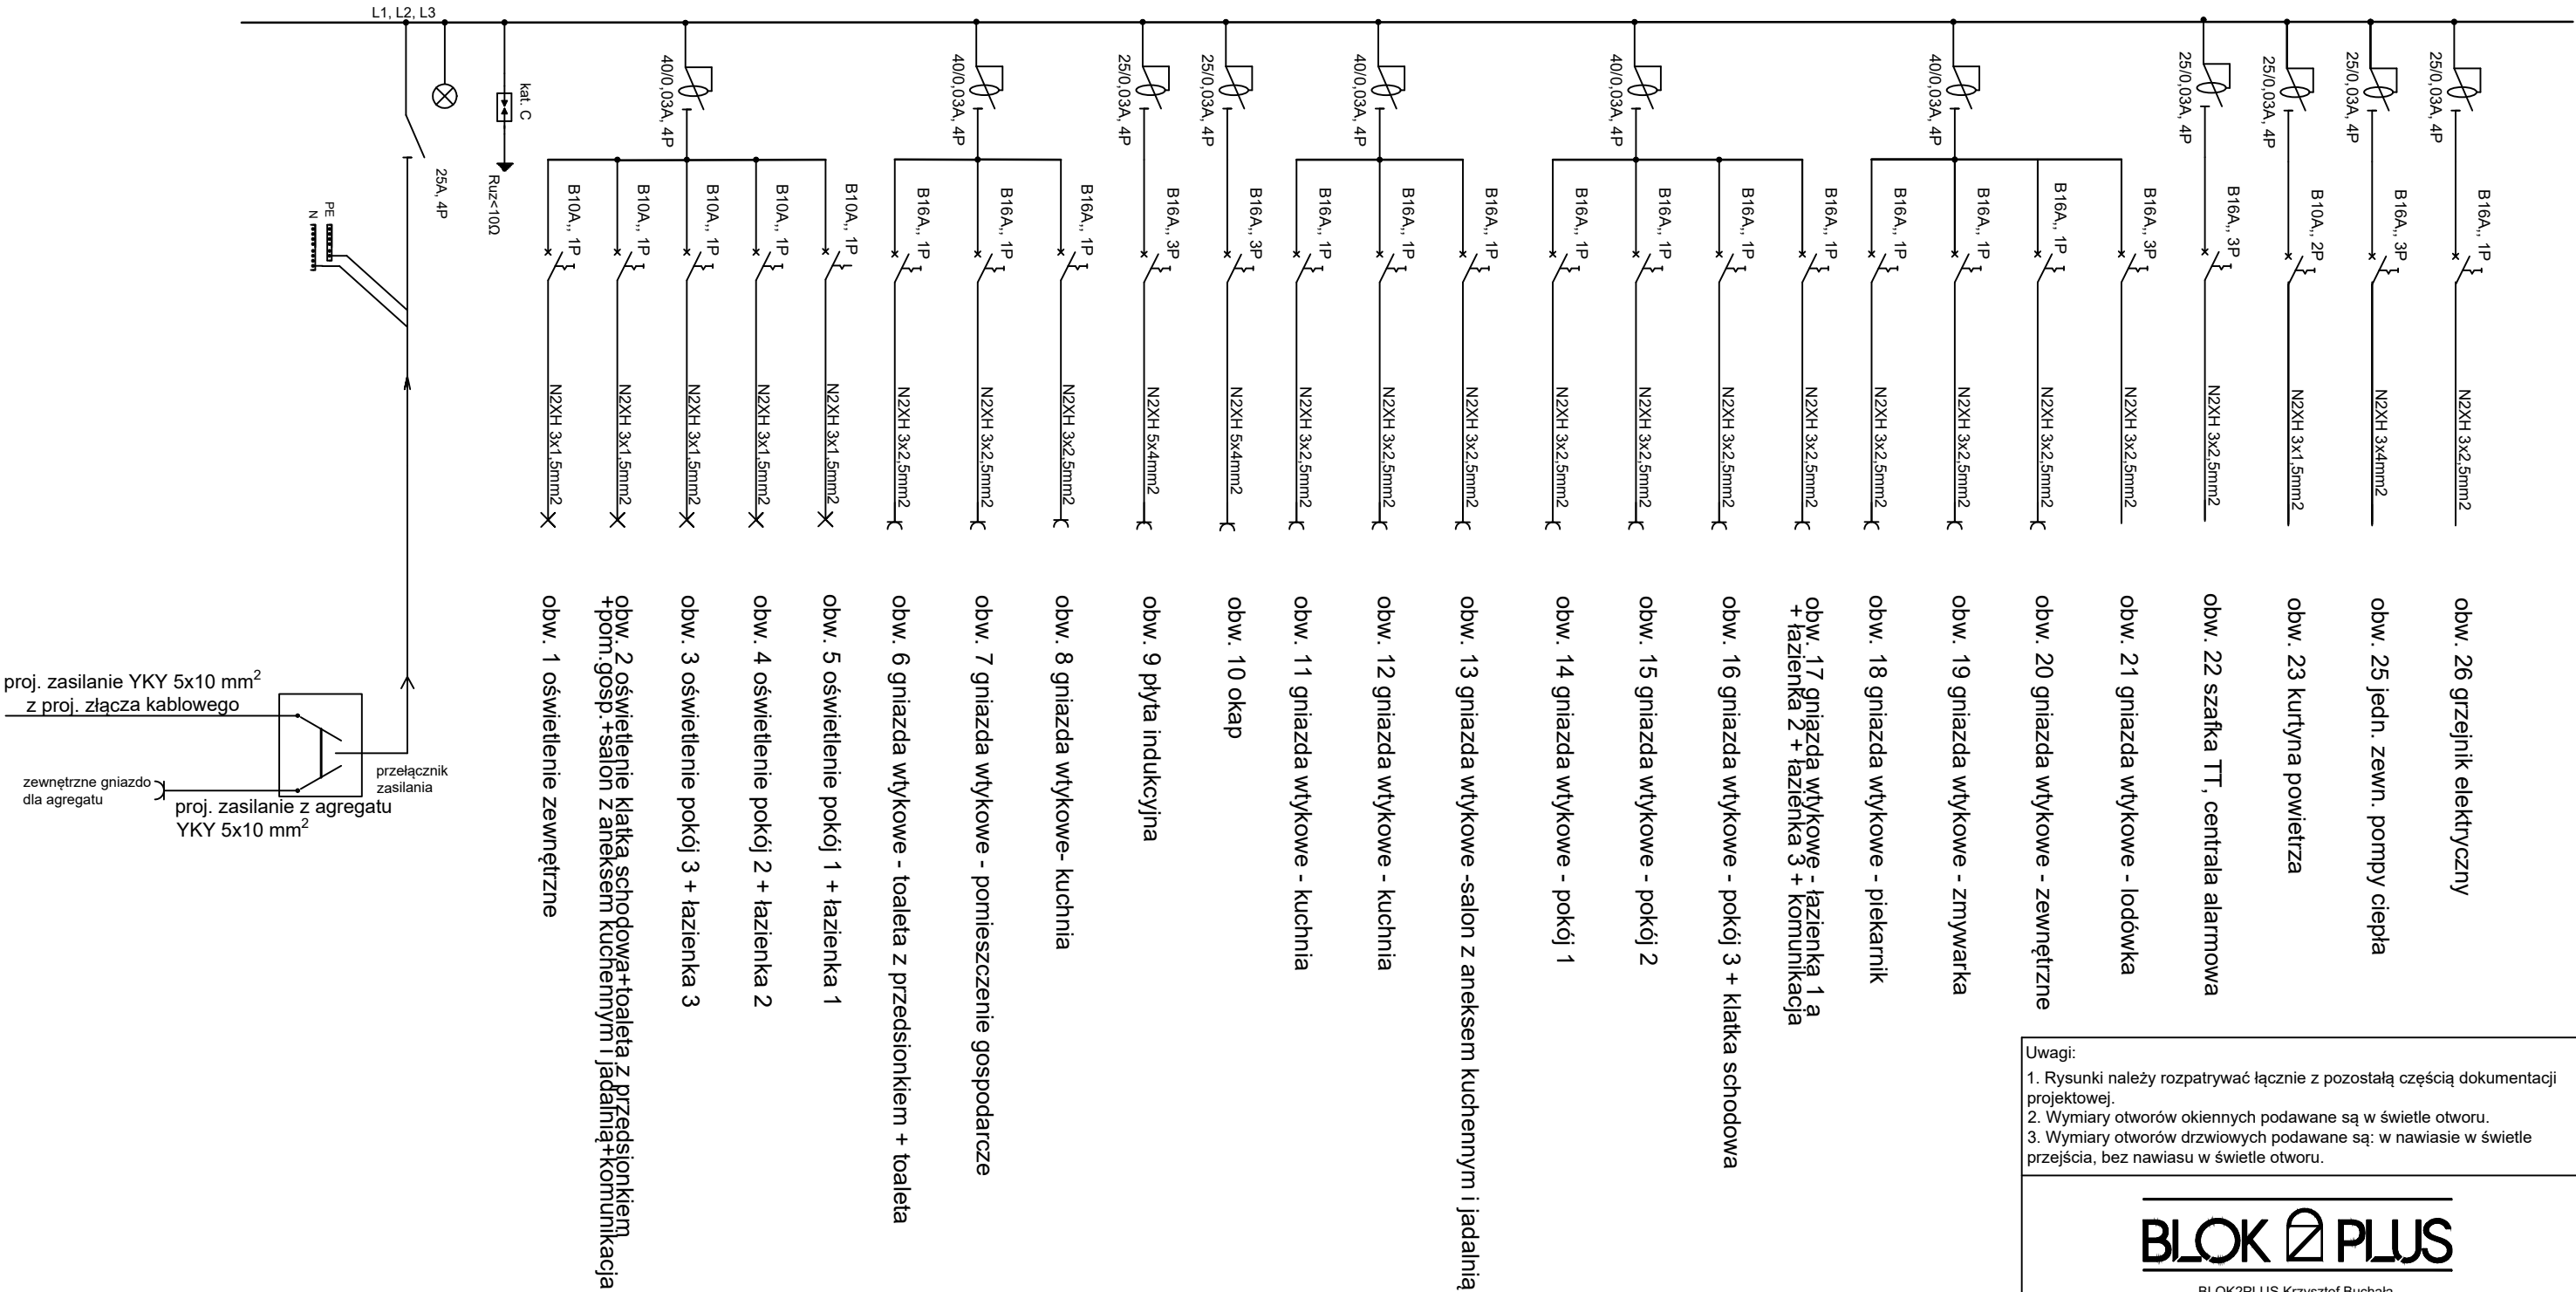 L1, L2, L3
25A, 4P
PE
N
kat. C
Ruz<10Ω
40/0,03A, 4P
40/0,03A, 4P
25/0,03A, 4P
25/0,03A, 4P
40/0,03A, 4P
40/0,03A, 4P
40/0,03A, 4P
25/0,03A, 4P
25/0,03A, 4P
25/0,03A, 4P
25/0,03A, 4P
B10A,, 1P
B10A,, 1P
B10A,, 1P
B10A,, 1P
B10A,, 1P
B16A,, 1P
B16A,, 1P
B16A,, 1P
B16A,, 3P
B16A,, 3P
B16A,, 1P
B16A,, 1P
B16A,, 1P
B16A,, 1P
B16A,, 1P
B16A,, 1P
B16A,, 1P
B16A,, 1P
B16A,, 1P
B16A,, 1P
B16A,, 3P
B16A,, 3P
B10A,, 2P
B16A,, 3P
B16A,, 1P
N2XH 3x1,5mm2
N2XH 3x1,5mm2
N2XH 3x1,5mm2
N2XH 3x1,5mm2
N2XH 3x1,5mm2
N2XH 3x2,5mm2
N2XH 3x2,5mm2
N2XH 3x2,5mm2
N2XH 5x4mm2
N2XH 5x4mm2
N2XH 3x2,5mm2
N2XH 3x2,5mm2
N2XH 3x2,5mm2
N2XH 3x2,5mm2
N2XH 3x2,5mm2
N2XH 3x2,5mm2
N2XH 3x2,5mm2
N2XH 3x2,5mm2
N2XH 3x2,5mm2
N2XH 3x2,5mm2
N2XH 3x2,5mm2
N2XH 3x2,5mm2
N2XH 3x1,5mm2
N2XH 3x4mm2
N2XH 3x2,5mm2
obw. 1 oświetlenie zewnętrzne
obw. 2 oświetlenie klatka schodowa+toaleta z przedsionkiem
+pom.gosp.+salon z aneksem kuchennym i jadalnią+komunikacja
obw. 3 oświetlenie pokój 3 + łazienka 3
obw. 4 oświetlenie pokój 2 + łazienka 2
obw. 5 oświetlenie pokój 1 + łazienka 1
obw. 6 gniazda wtykowe - toaleta z przedsionkiem + toaleta
obw. 7 gniazda wtykowe - pomieszczenie gospodarcze
obw. 8 gniazda wtykowe- kuchnia
obw. 9 płyta indukcyjna
obw. 10 okap
obw. 11 gniazda wtykowe - kuchnia
obw. 12 gniazda wtykowe - kuchnia
obw. 13 gniazda wtykowe -salon z aneksem kuchennym i jadalnią
obw. 14 gniazda wtykowe - pokój 1
obw. 15 gniazda wtykowe - pokój 2
obw. 16 gniazda wtykowe - pokój 3 + klatka schodowa
obw. 17 gniazda wtykowe - łazienka 1 a
+ łazienka 2 + łazienka 3 + komunikacja
obw. 18 gniazda wtykowe - piekarnik
obw. 19 gniazda wtykowe - zmywarka
obw. 20 gniazda wtykowe - zewnętrzne
obw. 21 gniazda wtykowe - lodówka
obw. 22 szafka TT, centrala alarmowa
obw. 23 kurtyna powietrza
obw. 25 jedn. zewn. pompy ciepła
obw. 26 grzejnik elektryczny
proj. zasilanie YKY 5x10 mm²
z proj. złącza kablowego
zewnętrzne gniazdo
dla agregatu
proj. zasilanie z agregatu
YKY 5x10 mm²
przełącznik
zasilania
Uwagi:
1. Rysunki należy rozpatrywać łącznie z pozostałą częścią dokumentacji
projektowej.
2. Wymiary otworów okiennych podawane są w świetle otworu.
3. Wymiary otworów drzwiowych podawane są: w nawiasie w świetle
przejścia, bez nawiasu w świetle otworu.
BLOK 2 PLUS
BLOK2PLUS Krzysztof Buchała